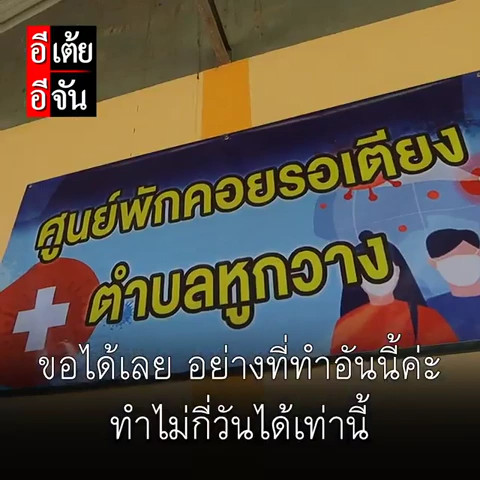 อีเต้ย
อีจัน
ศูนย์พักคอยรอเตียง
ตำบลหูกวาง
ขอได้เลย อย่างที่ทำอันนี้ค่ะ
ทำไม่กี่วันได้เท่านี้